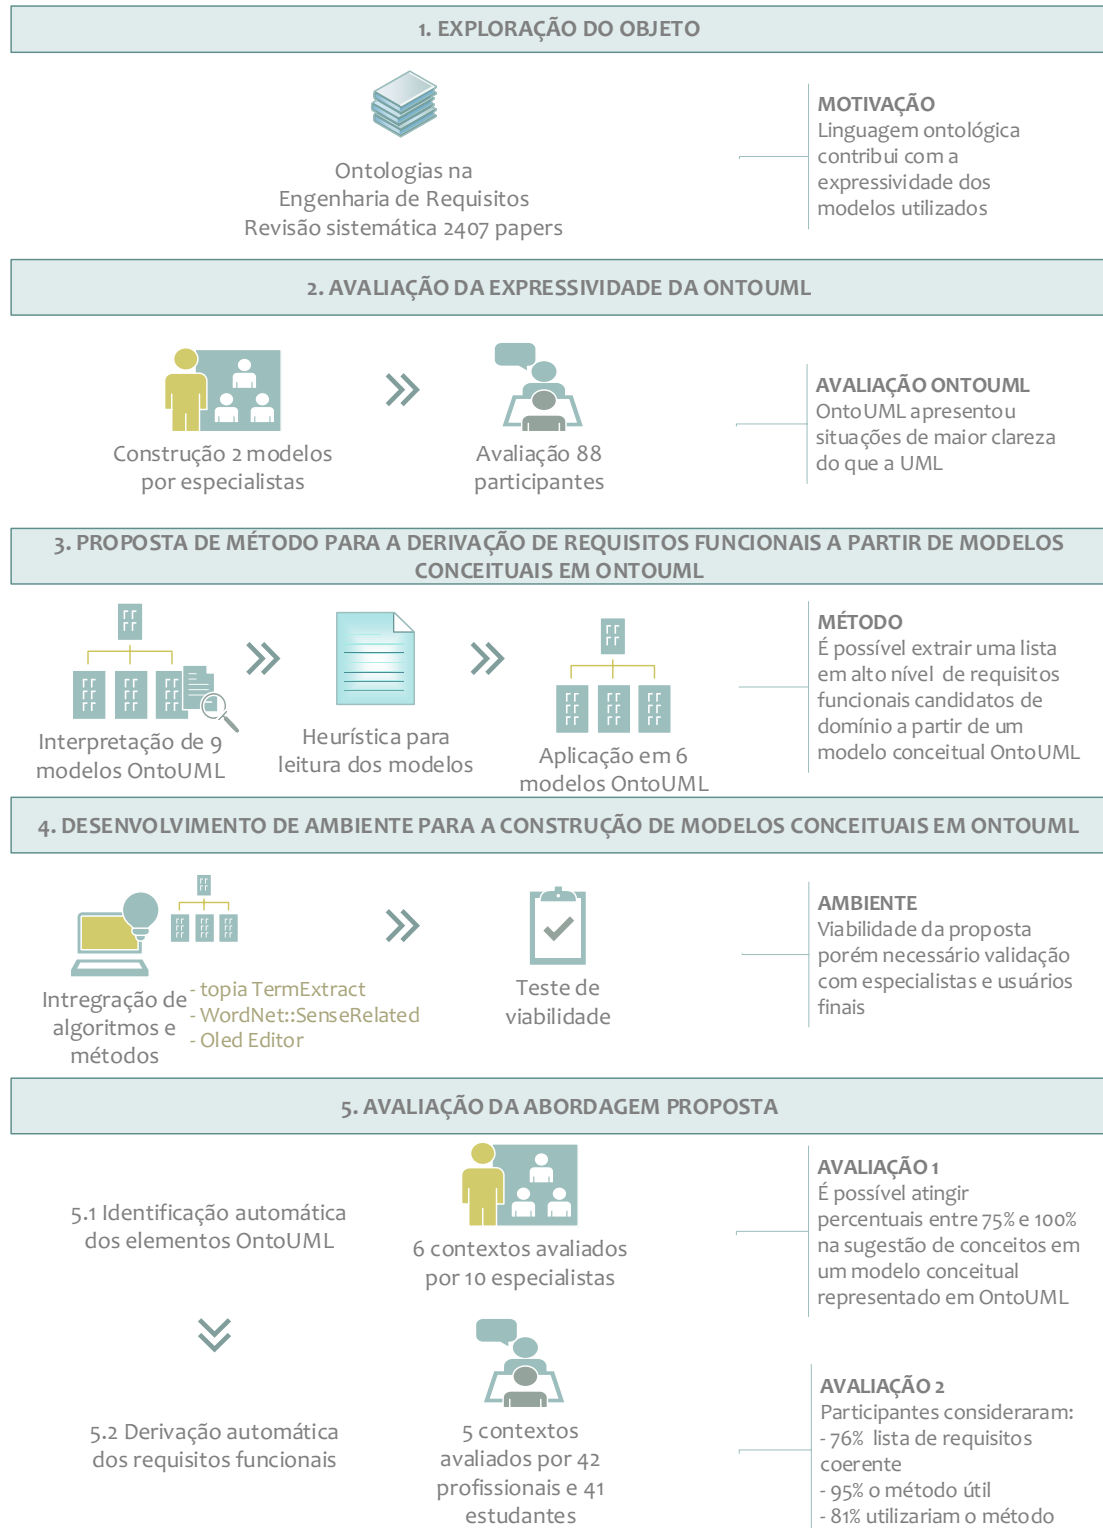 1. EXPLORAÇÃO DO OBJETO
Ontologias na
Engenharia de Requisitos
Revisão sistemática 2407 papers
MOTIVAÇÃO
Linguagem ontológica
contribui com a
expressividade dos
modelos utilizados
2. AVALIAÇÃO DA EXPRESSIVIDADE DA ONTOUML
Construção 2 modelos
por especialistas
Avaliação 88
participantes
AVALIAÇÃO ONTOUML
OntoUML apresentou
situações de maior clareza
do que a UML
3. PROPOSTA DE MÉTODO PARA A DERIVAÇÃO DE REQUISITOS FUNCIONAIS A PARTIR DE MODELOS
CONCEITUAIS EM ONTOUML
Interpretação de 9
modelos OntoUML
Heurística para
leitura dos modelos
Aplicação em 6
modelos OntoUML
MÉTODO
É possível extrair uma lista
em alto nível de requisitos
funcionais candidatos de
domínio a partir de um
modelo conceitual OntoUML
4. DESENVOLVIMENTO DE AMBIENTE PARA A CONSTRUÇÃO DE MODELOS CONCEITUAIS EM ONTOUML
Intregração de
algoritmos e
métodos
- topia TermExtract
- WordNet::SenseRelated
- Oled Editor
Teste de
viabilidade
AMBIENTE
Viabilidade da proposta
porém necessário validação
com especialistas e usuários
finais
5. AVALIAÇÃO DA ABORDAGEM PROPOSTA
5.1 Identificação automática
dos elementos OntoUML
6 contextos avaliados
por 10 especialistas
AVALIAÇÃO 1
É possível atingir
percentuais entre 75% e 100%
na sugestão de conceitos em
um modelo conceitual
representado em OntoUML
5.2 Derivação automática
dos requisitos funcionais
5 contextos
avaliados por 42
profissionais e 41
estudantes
AVALIAÇÃO 2
Participantes consideraram:
- 76% lista de requisitos
coerente
- 95% o método útil
- 81% utilizariam o método